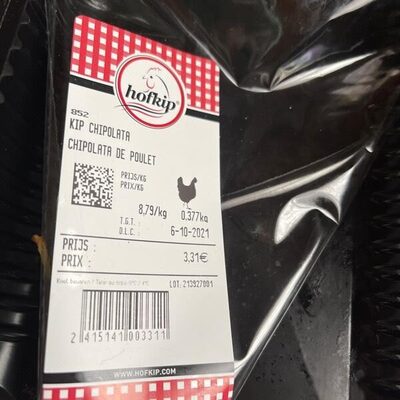 hofkip
852
KIP CHIPOLATA
CHIPOLATA DE POULET
PRIJS/KG
PRIX/KG
8,79/kg 0,377kg
T.G.T. :
D.L.C. : 6-10-2021
PRIJS :
PRIX : 3,31€
LOT: 213927001
2 415141 003311
WWW.HOFKIP.COM